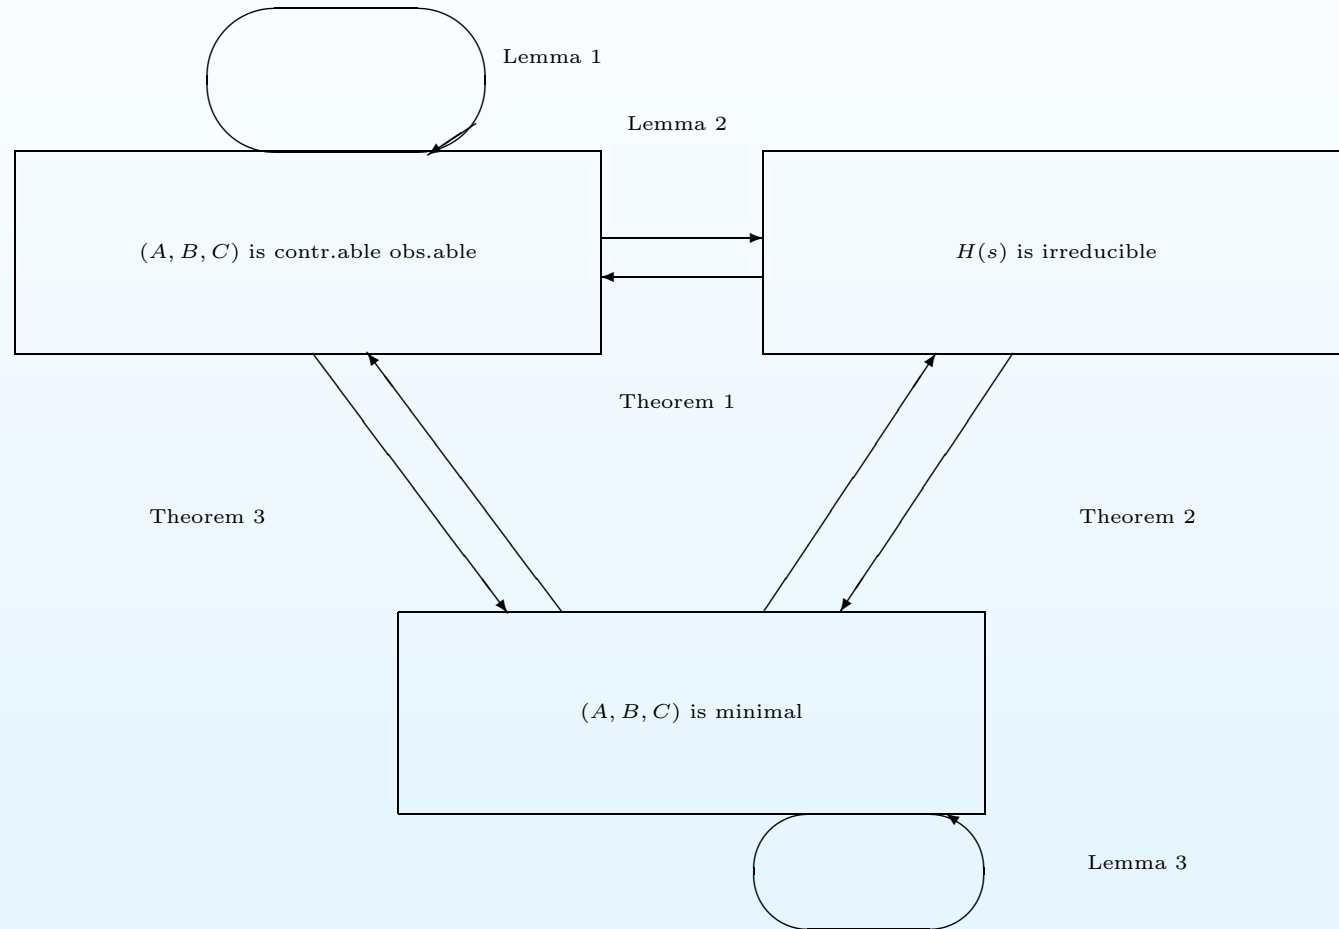 Lemma 1
Lemma 2
(A, B, C) is contr.able obs.able
H(s) is irreducible
Theorem 1
Theorem 3
Theorem 2
(A, B, C) is minimal
Lemma 3